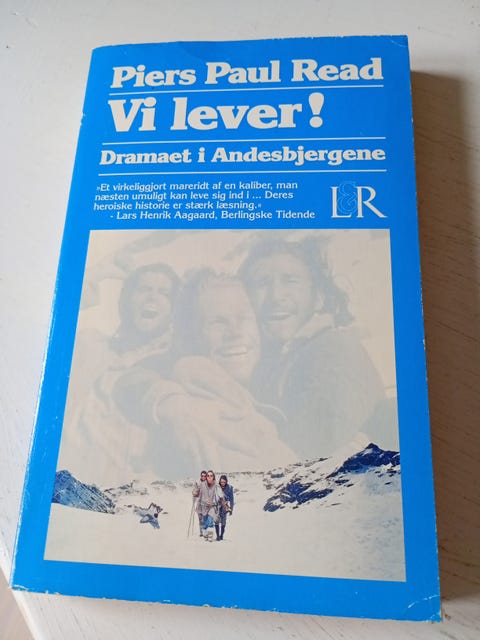 Piers Paul Read
Vi lever!
Dramaet i Andesbjergene
»Et virkeliggjort mareridt af en kaliber, man
næsten umuligt kan leve sig ind i ... Deres
heroiske historie er stærk læsning.«
- Lars Henrik Aagaard, Berlingske Tidende
L&R